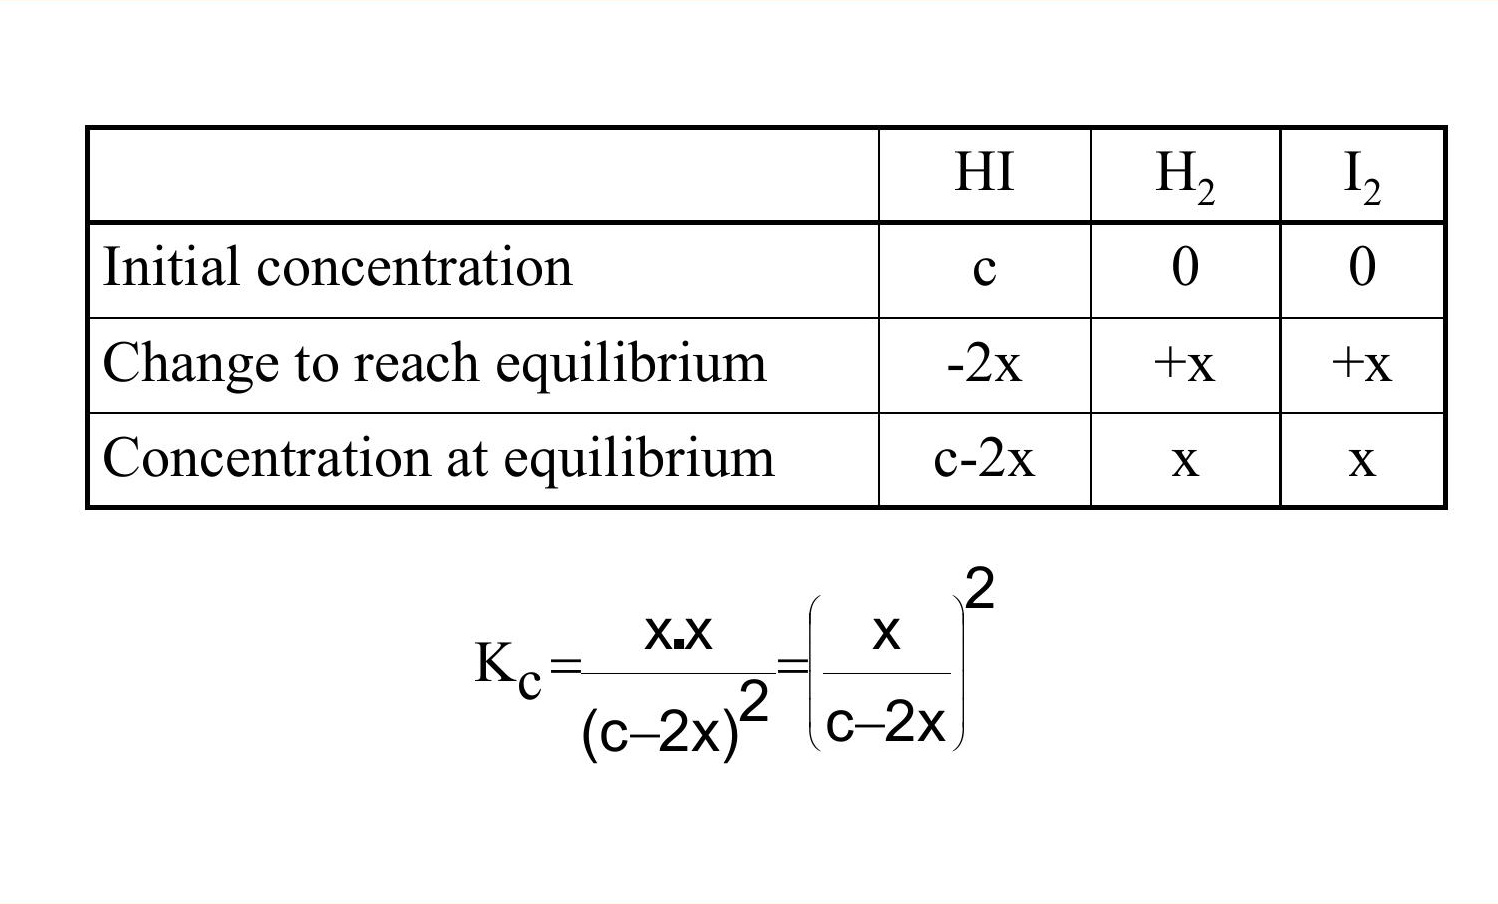 HI H₂ I₂
Initial concentration c 0 0
Change to reach equilibrium -2x +x +x
Concentration at equilibrium c-2x x x
K_c = x.x / (c–2x)² = (x / c–2x)²